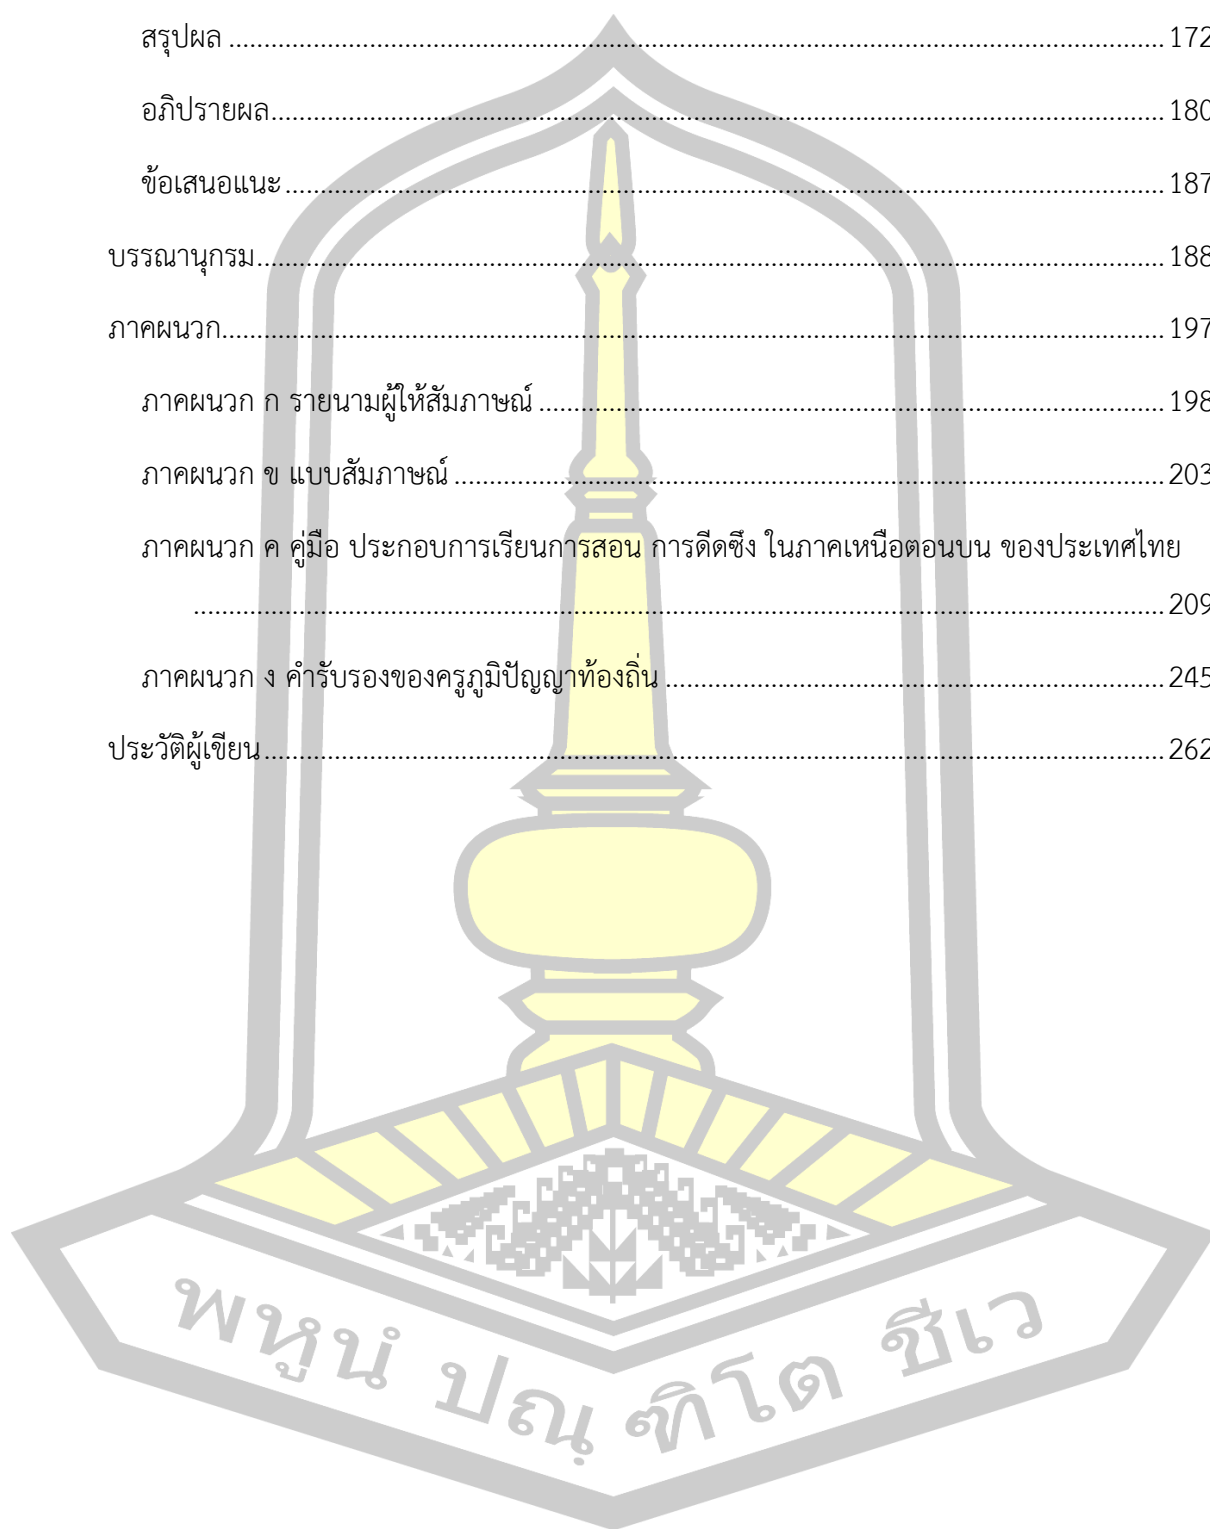 สรุปผล ........................................................................................................................ 172
อภิปรายผล.................................................................................................................. 180
ข้อเสนอแนะ ................................................................................................................ 187
บรรณานุกรม.................................................................................................................... 188
ภาคผนวก........................................................................................................................ 197
ภาคผนวก ก รายนามผู้ให้สัมภาษณ์ ................................................................................ 198
ภาคผนวก ข แบบสัมภาษณ์ ........................................................................................... 203
ภาคผนวก ค คู่มือ ประกอบการเรียนการสอน การดีดซึง ในภาคเหนือตอนบน ของประเทศไทย
........................................................................................................................... 209
ภาคผนวก ง คำรับรองของครูภูมิปัญญาท้องถิ่น ................................................................ 245
ประวัติผู้เขียน ................................................................................................................... 262
พหูนํ ปณฺฑิโต ชีเว